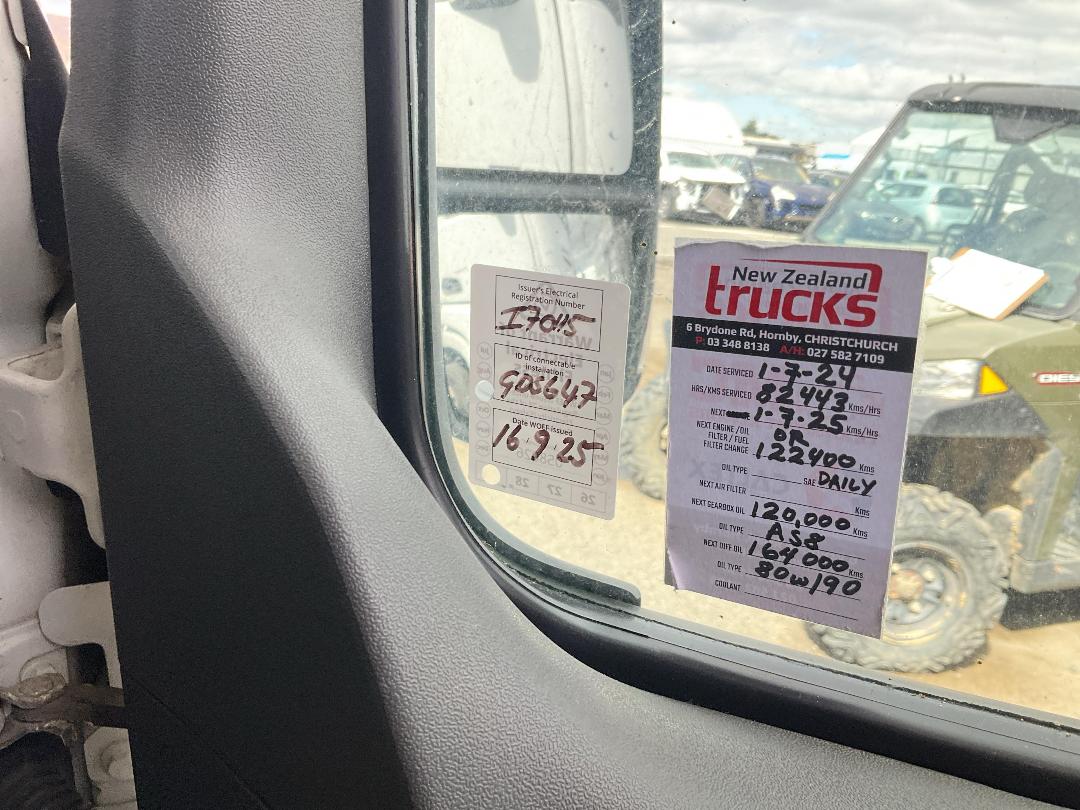 Issuer's Electrical
Registration Number
I7045
ID of connectable
installation
GDS647
Date WOEF issued
16.9.25
26 27 28
New Zealand
trucks
6 Brydone Rd, Hornby, CHRISTCHURCH
P: 03 348 8138 A/H: 027 582 7109
DATE SERVICED 1-7-24
HRS/KMS SERVICED 82443 Kms/Hrs
NEXT 1-7-25 Kms/Hrs
NEXT ENGINE / OIL OR
FILTER / FUEL
FILTER CHANGE 122400 Kms
OIL TYPE SAE DAILY
NEXT AIR FILTER Kms
NEXT GEARBOX OIL 120,000 Kms
OIL TYPE AS8
NEXT DIFF OIL 164000 Kms
OIL TYPE 80w/90
COOLANT